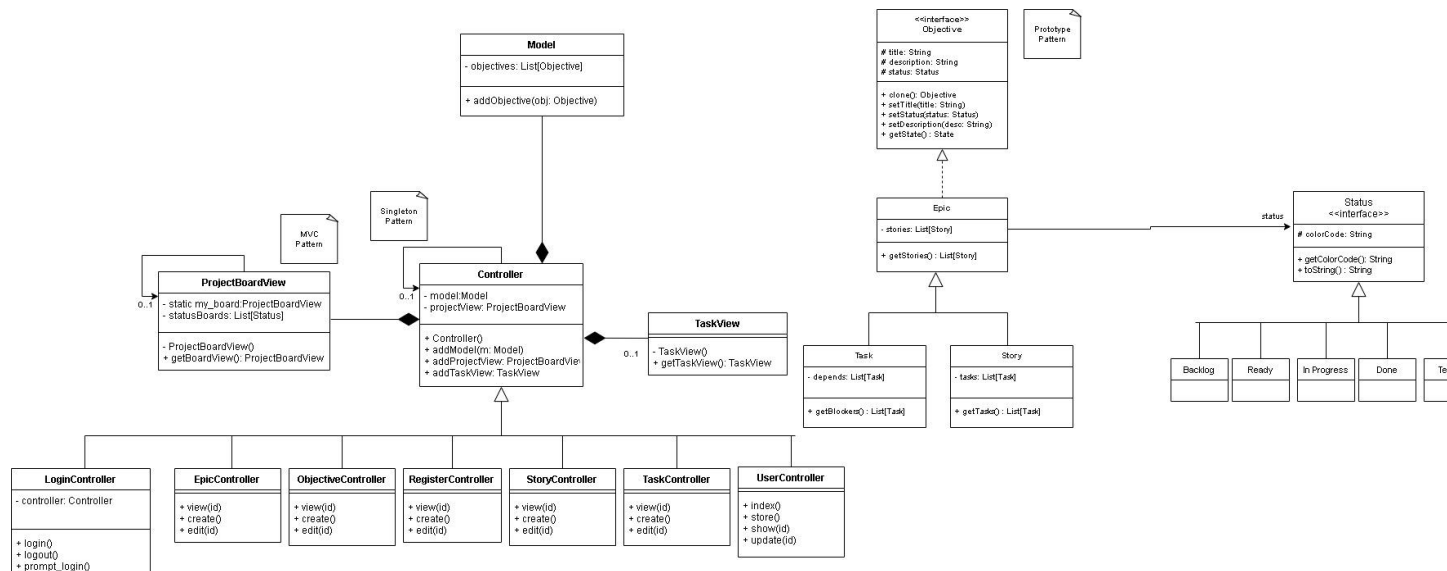 Model
- objectives: List[Objective]
+ addObjective(obj: Objective)
<<interface>>
Objective
# title: String
# description: String
# status: Status
+ clone(): Objective
+ setTitle(title: String)
+ setStatus(status: Status)
+ setDescription(desc: String)
+ getState() : State
Prototype
Pattern
Epic
- stories: List[Story]
+ getStories() : List[Story]
status
Status
<<interface>>
# colorCode: String
+ getColorCode(): String
+ toString() : String
MVC
Pattern
Singleton
Pattern
ProjectBoardView
- static my_board:ProjectBoardView
- statusBoards: List[Status]
- ProjectBoardView()
+ getBoardView(): ProjectBoardView
0..1
Controller
- model:Model
- projectView: ProjectBoardView
+ Controller()
+ addModel(m: Model)
+ addProjectView: ProjectBoardView
+ addTaskView: TaskView
0..1
TaskView
- TaskView()
+ getTaskView(): TaskView
0..1
Task
- depends: List[Task]
+ getBlockers() : List[Task]
Story
- tasks: List[Task]
+ getTasks() : List[Task]
Backlog
Ready
In Progress
Done
Te
LoginController
- controller: Controller
+ login()
+ logout()
+ prompt_login()
EpicController
+ view(id)
+ create()
+ edit(id)
ObjectiveController
+ view(id)
+ create()
+ edit(id)
RegisterController
+ view(id)
+ create()
+ edit(id)
StoryController
+ view(id)
+ create()
+ edit(id)
TaskController
+ view(id)
+ create()
+ edit(id)
UserController
+ index()
+ store()
+ show(id)
+ update(id)